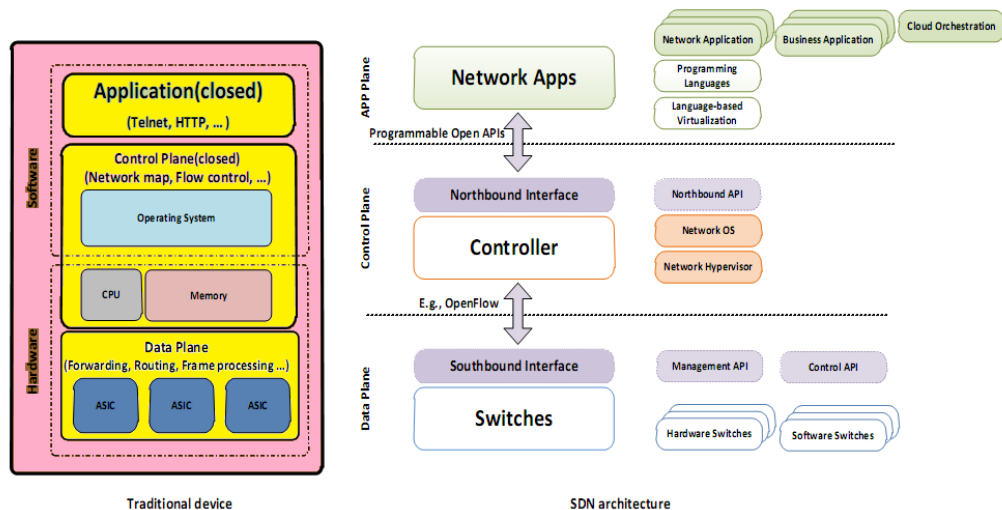 Software
Hardware
Application(closed)
(Telnet, HTTP, ...)
Control Plane(closed)
(Network map, Flow control, ...)
Operating System
CPU
Memory
Data Plane
(Forwarding, Routing, Frame processing ...)
ASIC
ASIC
ASIC
Traditional device
APP Plane
Network Apps
Network Application
Business Application
Cloud Orchestration
Programming
Languages
Language-based
Virtualization
Programmable Open APIs
Control Plane
Northbound Interface
Northbound API
Controller
Network OS
Network Hypervisor
E.g., OpenFlow
Data Plane
Southbound Interface
Management API
Control API
Switches
Hardware Switches
Software Switches
SDN architecture